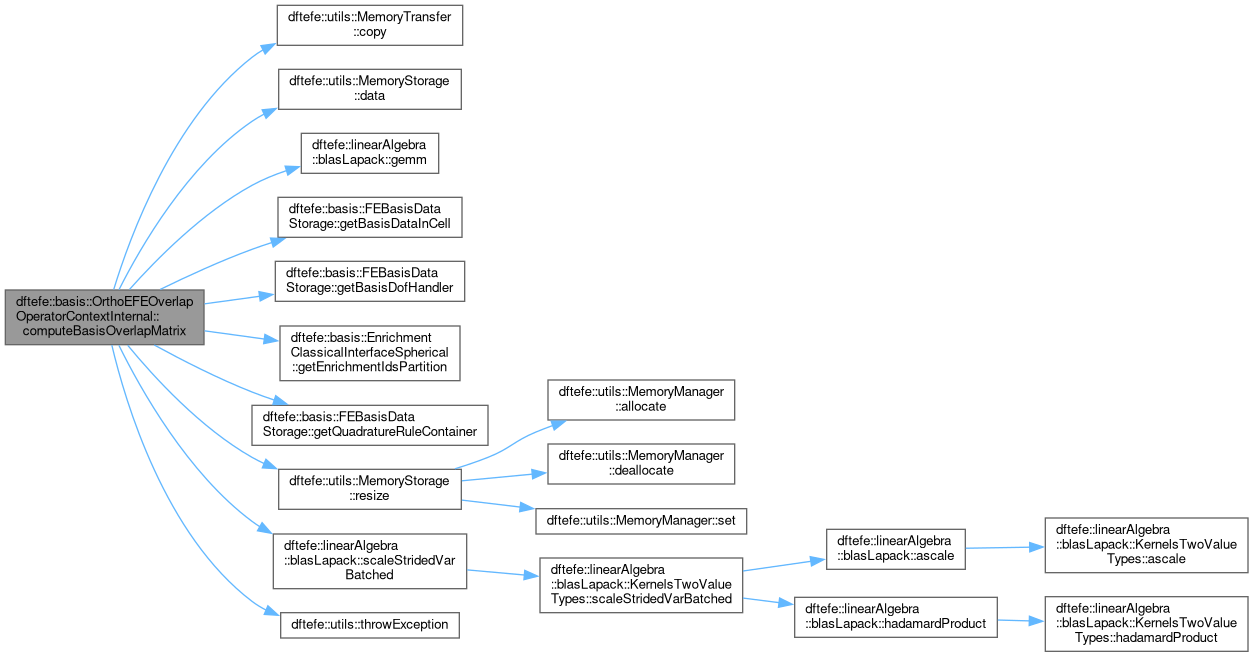 dftefe::utils::MemoryTransfer
::copy
dftefe::utils::MemoryStorage
::data
dftefe::linearAlgebra
::blasLapack::gemm
dftefe::basis::FEBasisData
Storage::getBasisDataInCell
dftefe::basis::FEBasisData
Storage::getBasisDofHandler
dftefe::basis::OrthoEFEOverlap
OperatorContextInternal::
computeBasisOverlapMatrix
dftefe::basis::Enrichment
ClassicalInterfaceSpherical
::getEnrichmentIdsPartition
dftefe::basis::FEBasisData
Storage::getQuadratureRuleContainer
dftefe::utils::MemoryStorage
::resize
dftefe::utils::MemoryManager
::allocate
dftefe::utils::MemoryManager
::deallocate
dftefe::utils::MemoryManager::set
dftefe::linearAlgebra
::blasLapack::scaleStridedVar
Batched
dftefe::linearAlgebra
::blasLapack::KernelsTwoValue
Types::scaleStridedVarBatched
dftefe::linearAlgebra
::blasLapack::ascale
dftefe::linearAlgebra
::blasLapack::KernelsTwoValue
Types::ascale
dftefe::linearAlgebra
::blasLapack::hadamardProduct
dftefe::linearAlgebra
::blasLapack::KernelsTwoValue
Types::hadamardProduct
dftefe::utils::throwException